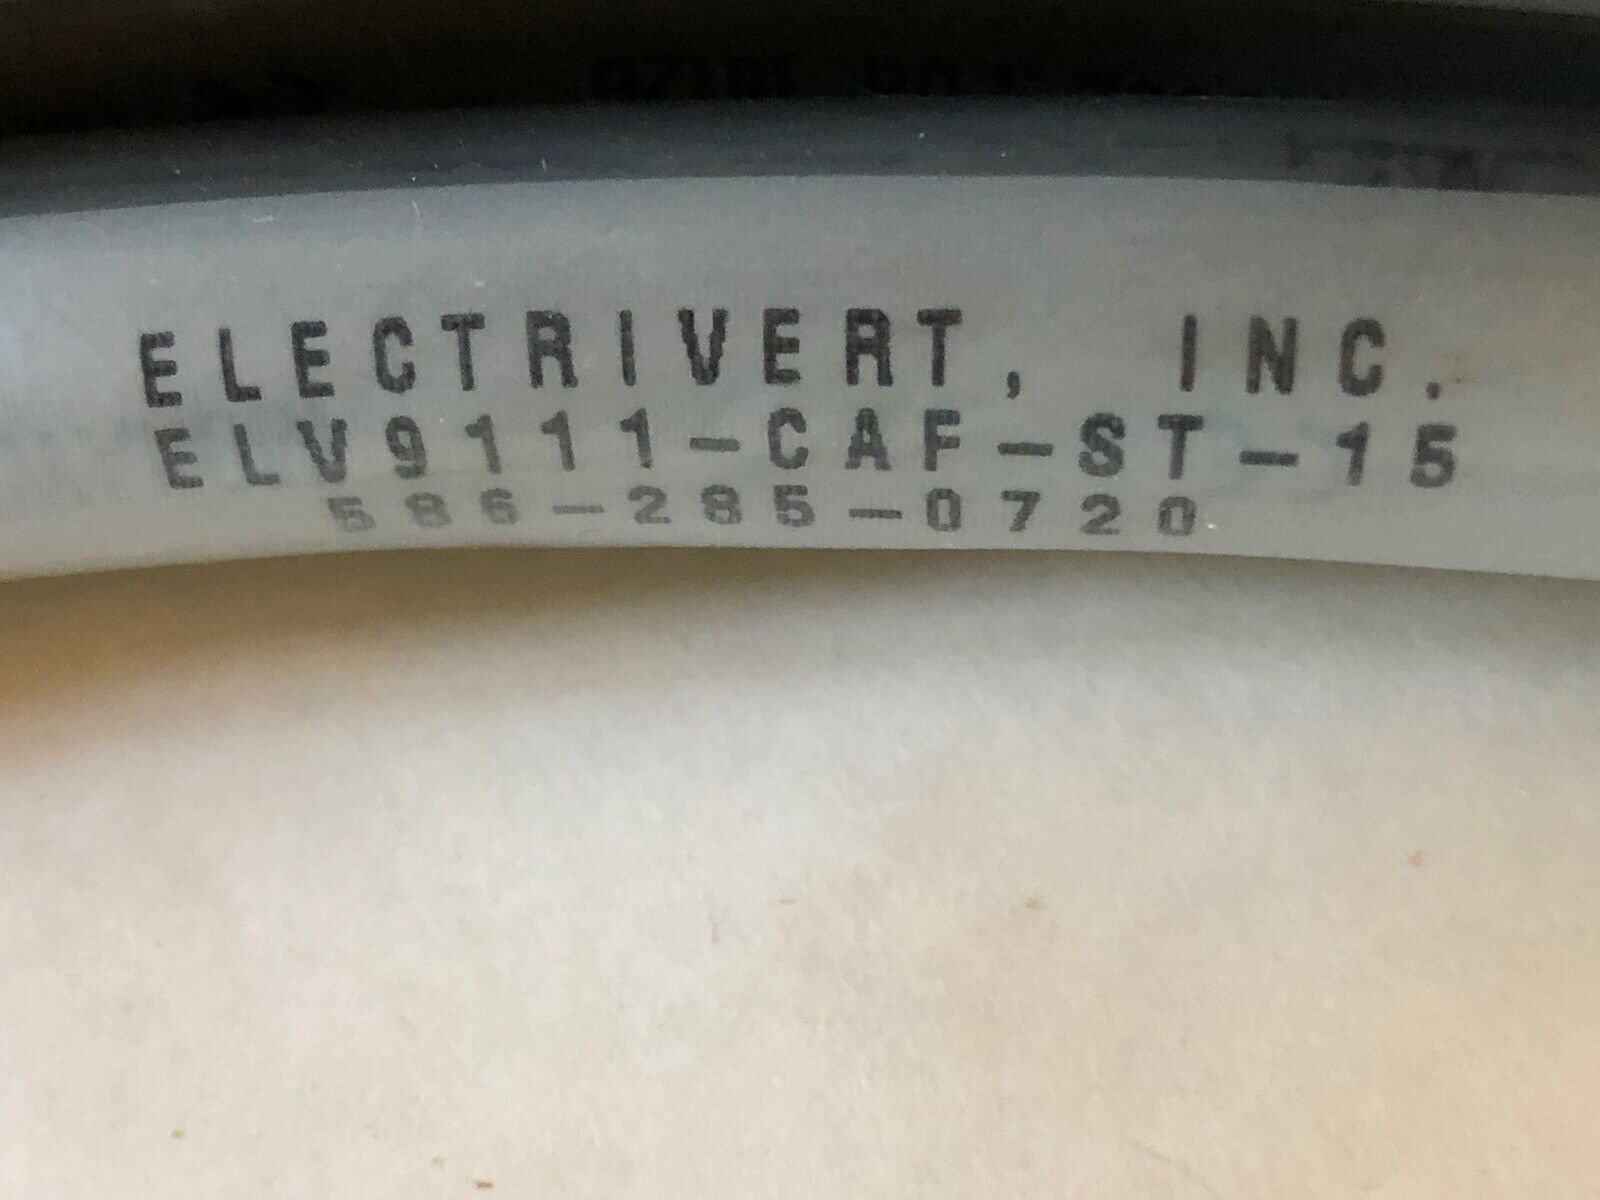 ELECTRIVERT, INC.
ELV9111-CAF-ST-15
586-285-0720